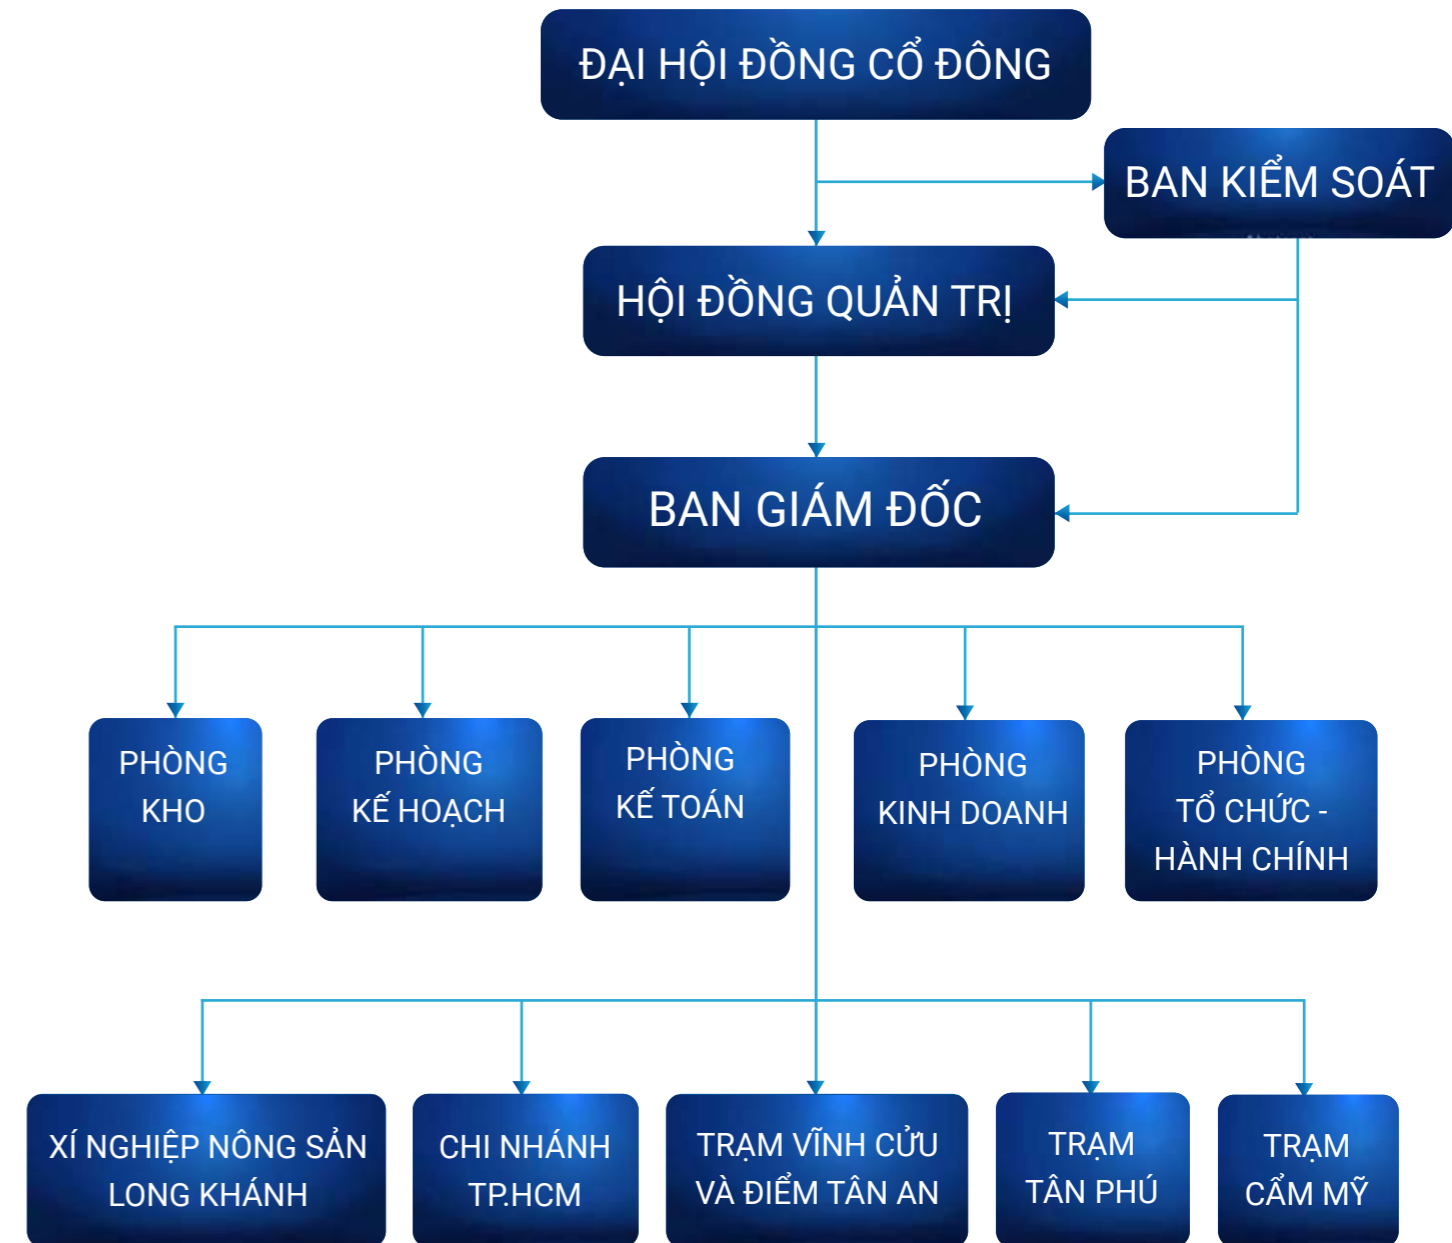 ĐẠI HỘI ĐỒNG CỔ ĐÔNG
BAN KIỂM SOÁT
HỘI ĐỒNG QUẢN TRỊ
BAN GIÁM ĐỐC
PHÒNG
KHO
PHÒNG
KẾ HOẠCH
PHÒNG
KẾ TOÁN
PHÒNG
KINH DOANH
PHÒNG
TỔ CHỨC -
HÀNH CHÍNH
XÍ NGHIỆP NÔNG SẢN
LONG KHÁNH
CHI NHÁNH
TP.HCM
TRẠM VĨNH CỬU
VÀ ĐIỂM TÂN AN
TRẠM
TÂN PHÚ
TRẠM
CẨM MỸ